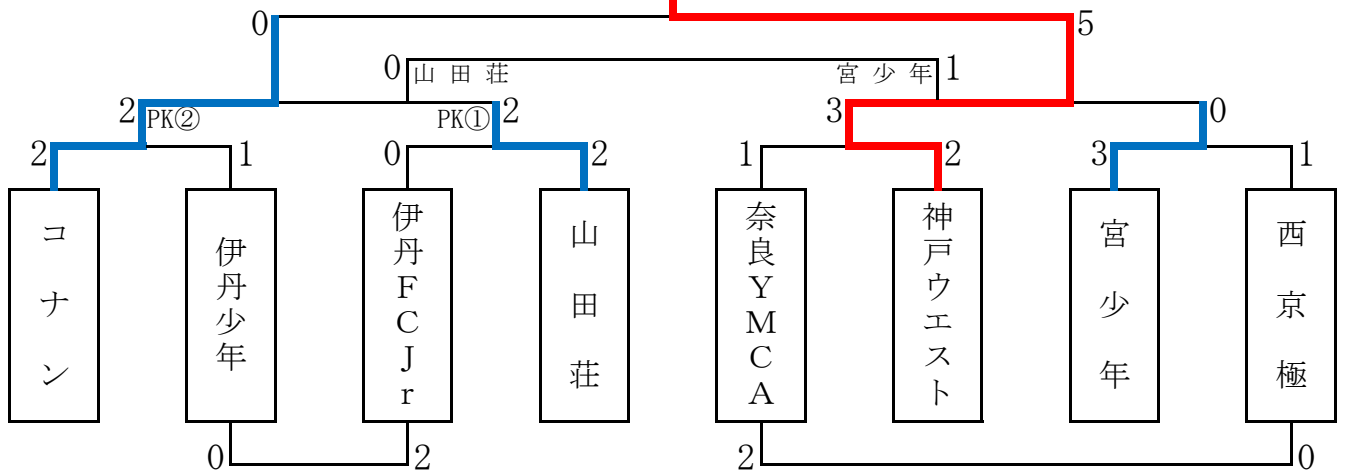 0 5
0 山田荘 宮少年 1
2 PK② PK① 2 3 0
2 1 0 2 1 2 3 1
コナン
伊丹少年
伊丹FCJr
山田荘
奈良YMCA
神戸ウエスト
宮少年
西京極
0 2 2 0